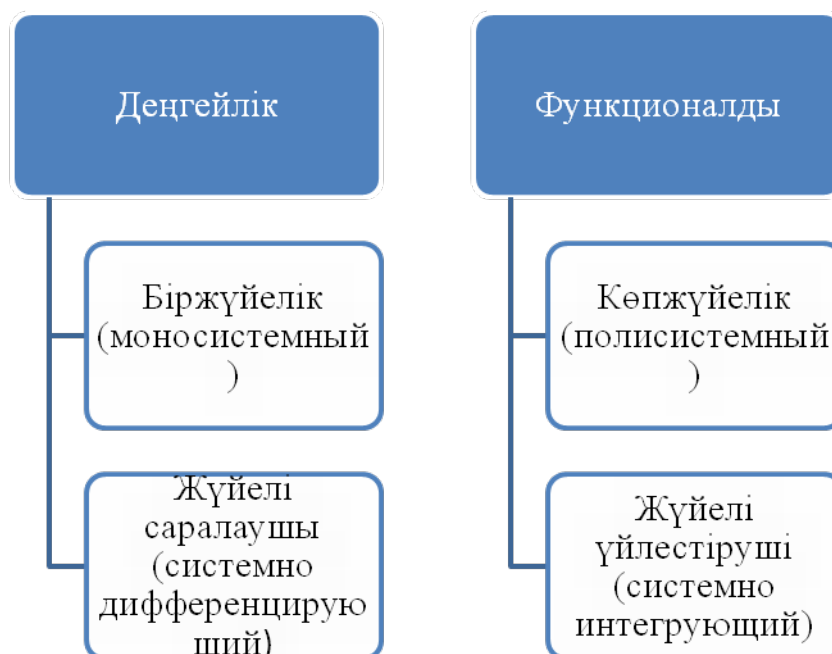 Деңгейлік
Біржүйелік
(моносистемный
)
Жүйелі
саралаушы
(системно
дифференцирую
щий)
Функционалды
Көпжүйелік
(полисистемный
)
Жүйелі
үйлестіруші
(системно
интегрующий)